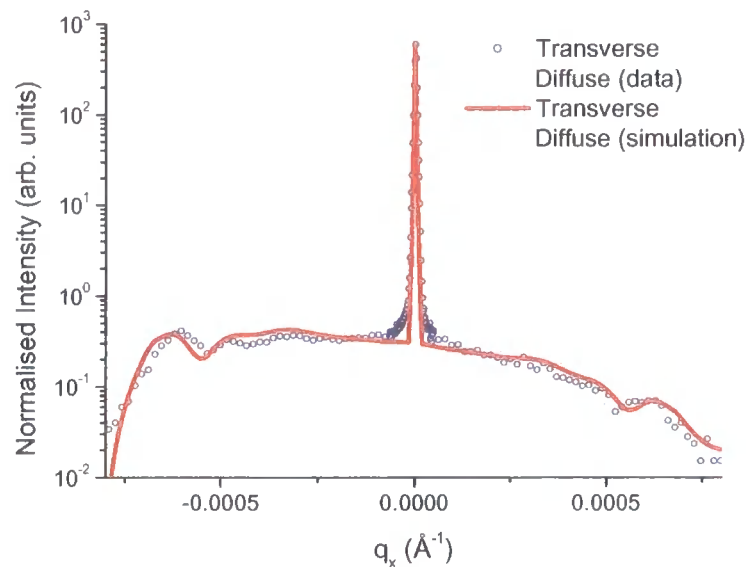 10³
10²
10¹
10⁰
10⁻¹
10⁻²
Normalised Intensity (arb. units)
Transverse
Diffuse (data)
Transverse
Diffuse (simulation)
-0.0005
0.0000
0.0005
qₓ (Å⁻¹)